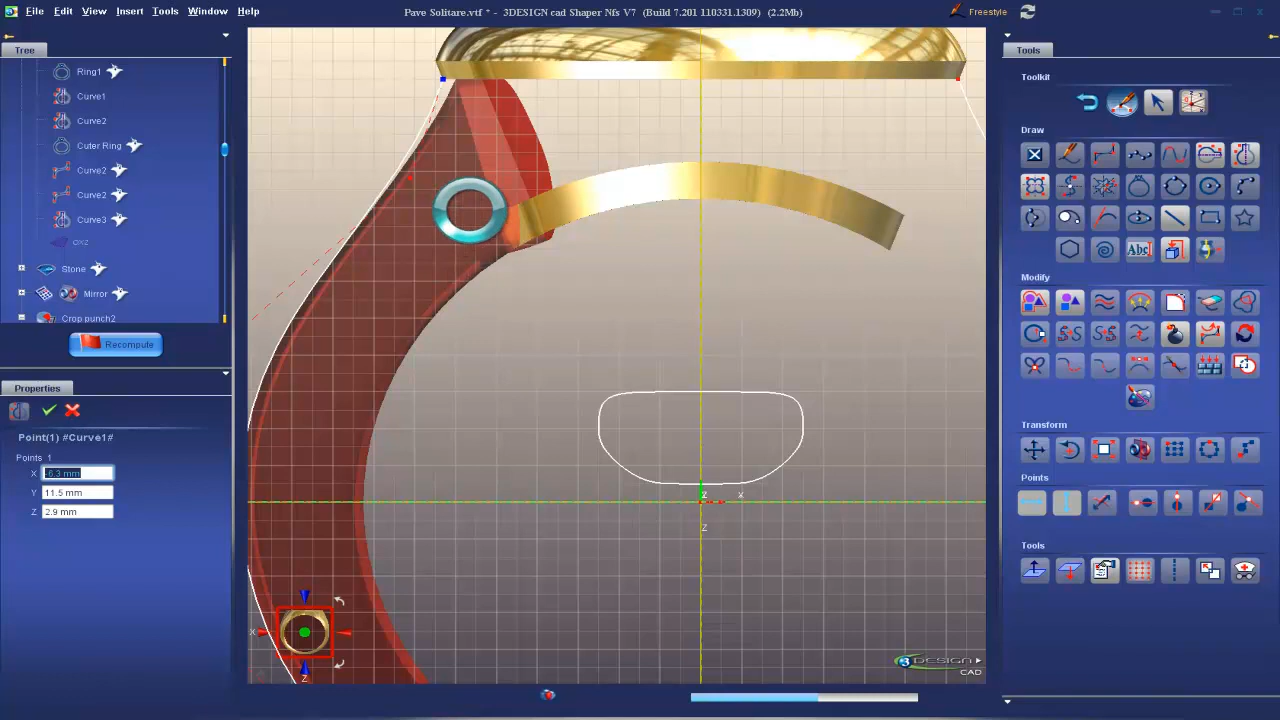 File Edit View Insert Tools Window Help
Pave Solitare.vtf * - 3DESIGN cad Shaper Nfs V7 (Build 7.201 110331.1309) (2.2Mb)
Freestyle
Tree
Ring1
Curve1
Curve2
Outer Ring
Curve2
Curve2
Curve3
oxz
Stone
Mirror
Crop punch2
Recompute
Properties
Point(1) #Curve1#
Points 1
X -6.3 mm
Y 11.5 mm
Z 2.9 mm
Z X
Z
X
Z
3DESIGN
CAD
Tools
Toolkit
Draw
Abc
Modify
Transform
Points
Tools